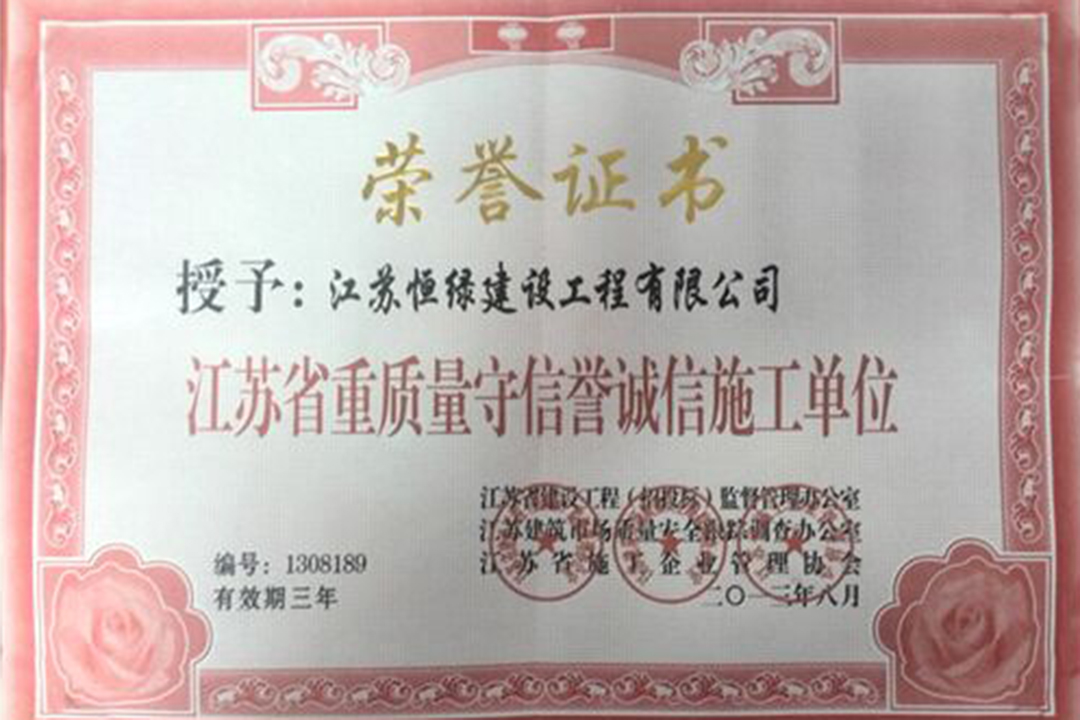 荣誉证书
授予：江苏恒绿建设工程有限公司
江苏省重质量守信誉诚信施工单位
江苏省建设工程（招投标）监督管理办公室
江苏建筑市场质量安全跟踪调查办公室
江苏省施工企业管理协会
编号：1308189
有效期三年
二〇一三年八月